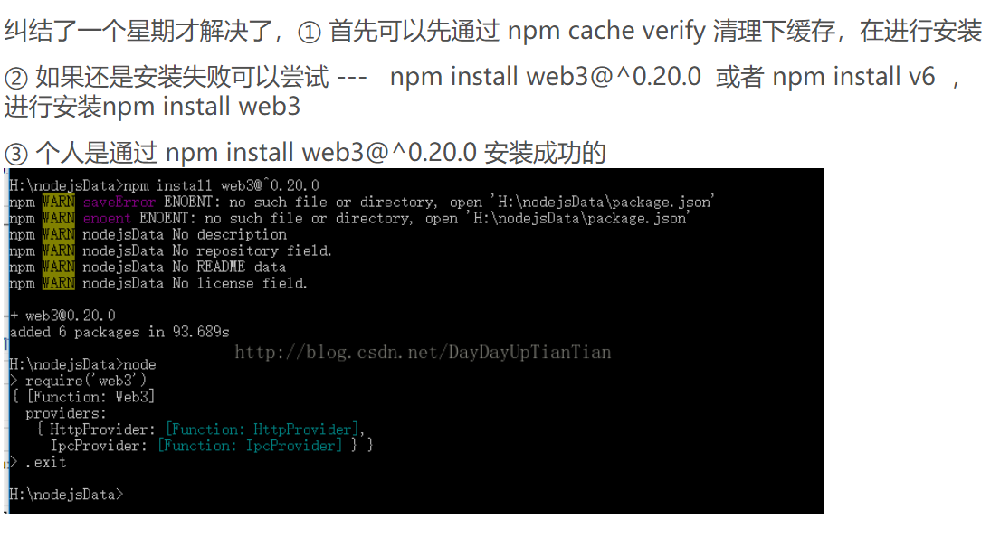 纠结了一个星期才解决了，① 首先可以先通过 npm cache verify 清理下缓存，在进行安装
② 如果还是安装失败可以尝试 --- npm install web3@^0.20.0 或者 npm install v6 ，
进行安装npm install web3
③ 个人是通过 npm install web3@^0.20.0 安装成功的
H:\nodejsData>npm install web3@^0.20.0
npm WARN saveError ENOENT: no such file or directory, open 'H:\nodejsData\package.json'
npm WARN enoent ENOENT: no such file or directory, open 'H:\nodejsData\package.json'
npm WARN nodejsData No description
npm WARN nodejsData No repository field.
npm WARN nodejsData No README data
npm WARN nodejsData No license field.
+ web3@0.20.0
added 6 packages in 93.689s
http://blog.csdn.net/DayDayUpTianTian
H:\nodejsData>node
> require('web3')
{ [Function: Web3]
providers:
{ HttpProvider: [Function: HttpProvider],
IpcProvider: [Function: IpcProvider] } }
> .exit
H:\nodejsData>